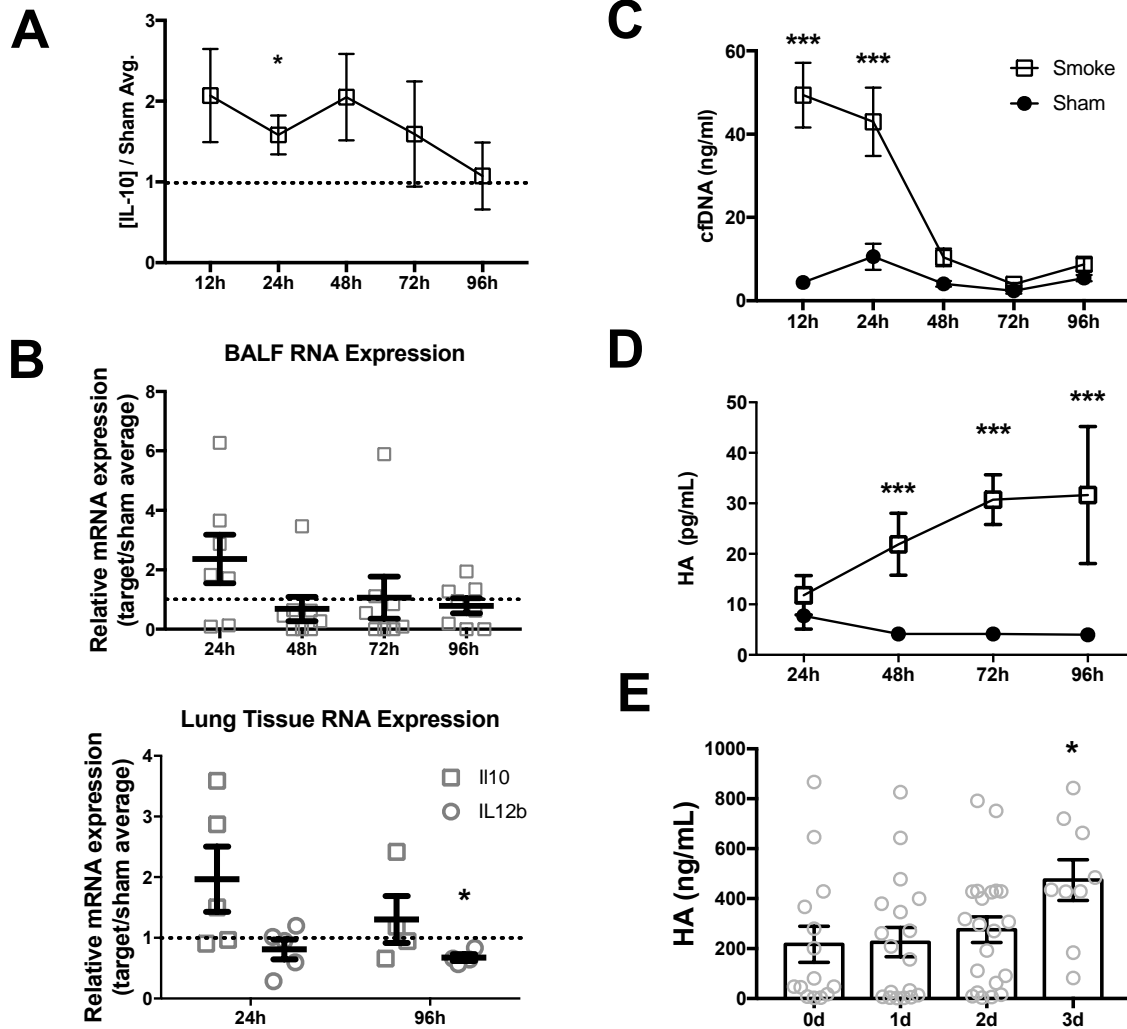 A
3
2
1
0
[IL-10] / Sham Avg.
*
12h 24h 48h 72h 96h
B
BALF RNA Expression
8
6
4
2
0
Relative mRNA expression
(target/sham average)
24h 48h 72h 96h
Lung Tissue RNA Expression
4
3
2
1
0
Relative mRNA expression
(target/sham average)
Il10
IL12b
*
24h 96h
C
60
40
20
0
cfDNA (ng/ml)
*** ***
Smoke
Sham
12h 24h 48h 72h 96h
D
50
40
30
20
10
0
HA (pg/mL)
*** *** ***
24h 48h 72h 96h
E
1000
800
600
400
200
0
HA (ng/mL)
*
0d 1d 2d 3d